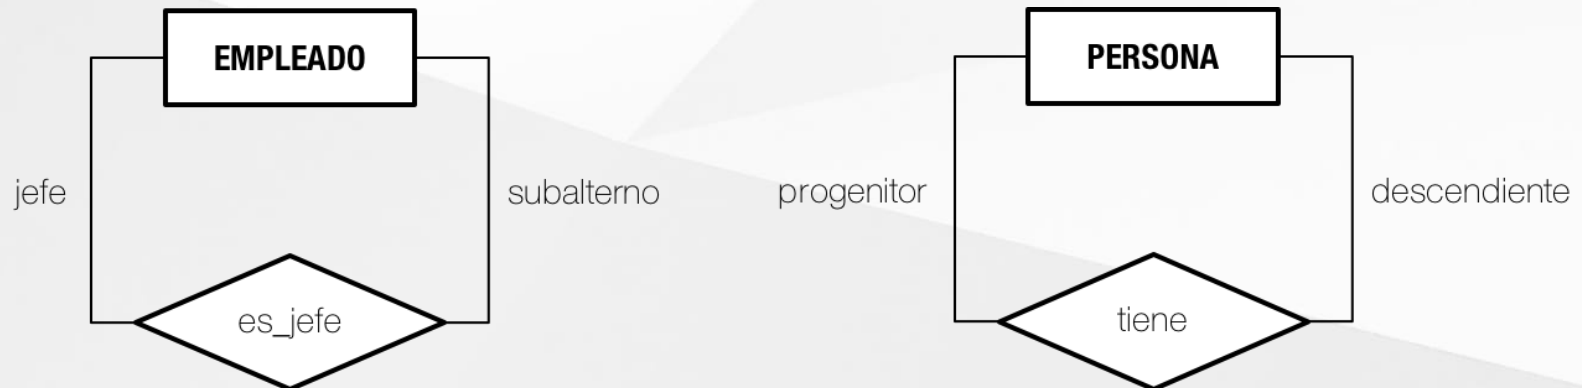 EMPLEADO
jefe
subalterno
es_jefe
PERSONA
progenitor
descendiente
tiene